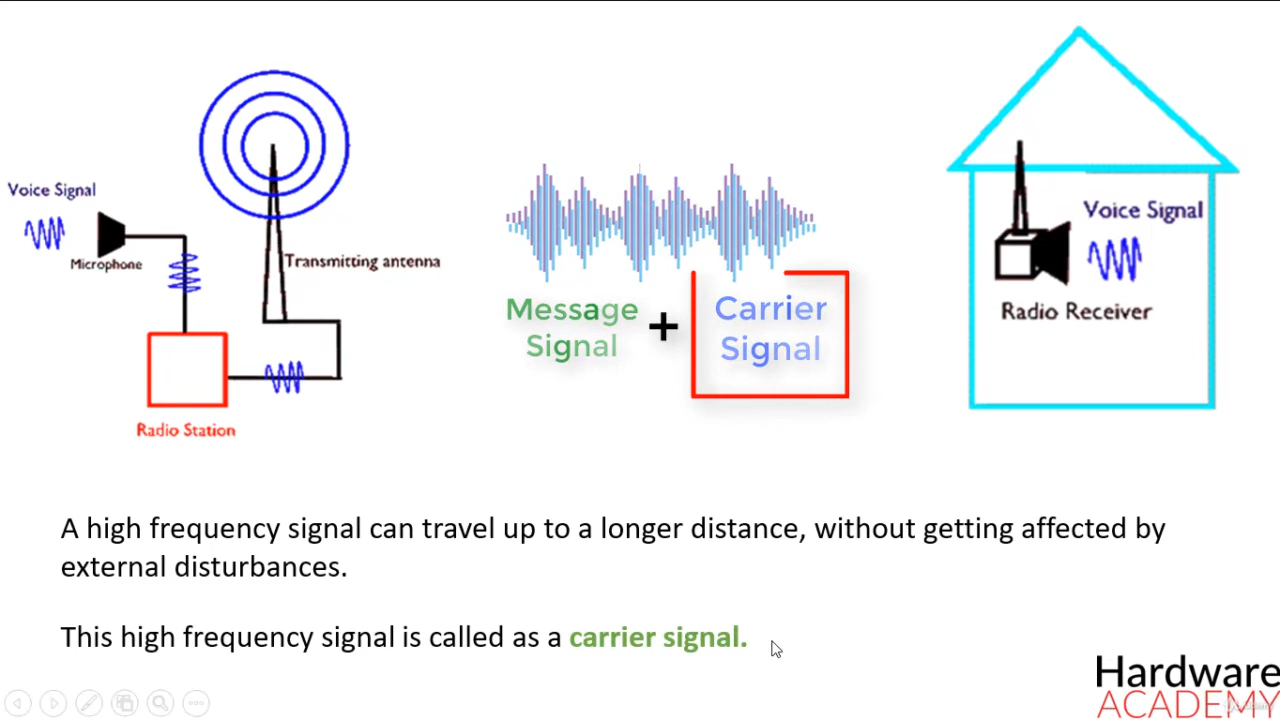 Voice Signal
Microphone
Transmitting antenna
Radio Station
Message
Signal
+
Carrier
Signal
Voice Signal
Radio Receiver
A high frequency signal can travel up to a longer distance, without getting affected by
external disturbances.
This high frequency signal is called as a carrier signal.
Hardware
ACADEMY